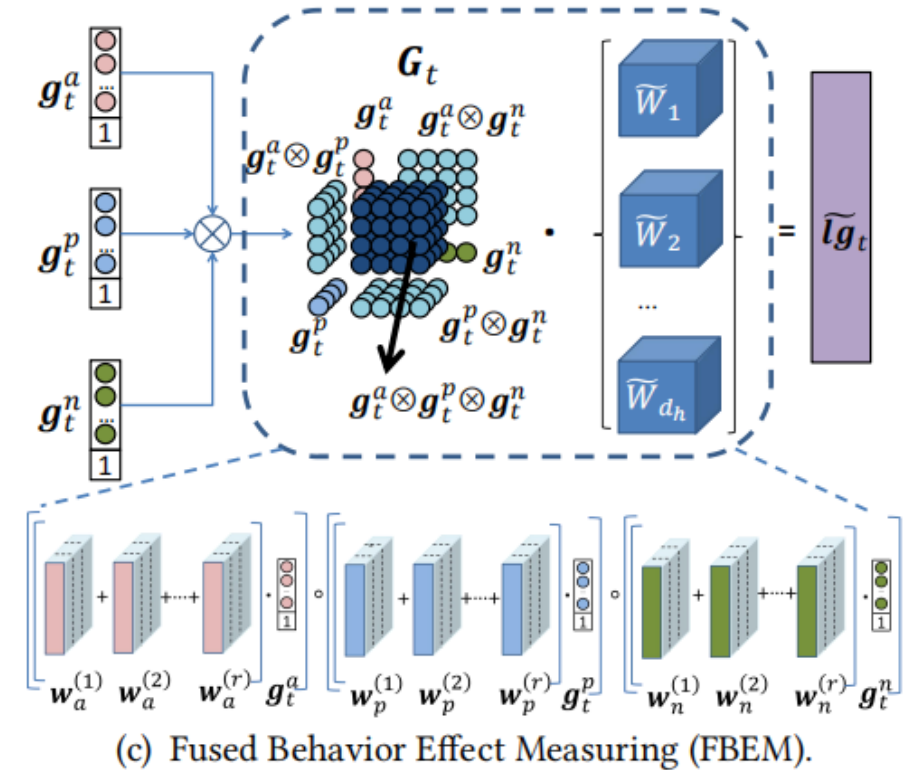 g_t^a
...
1
g_t^p
...
1
g_t^n
...
1
G_t
g_t^a
g_t^a ⊗ g_t^n
g_t^a ⊗ g_t^p
g_t^n
g_t^p
g_t^p ⊗ g_t^n
g_t^a ⊗ g_t^p ⊗ g_t^n
·
W̃_1
W̃_2
...
W̃_{d_h}
=
l̃g_t
+ +···+ · 1 ∘ + +···+ · 1 ∘ + +···+ · 1
w_a^{(1)} w_a^{(2)} w_a^{(r)} g_t^a w_p^{(1)} w_p^{(2)} w_p^{(r)} g_t^p w_n^{(1)} w_n^{(2)} w_n^{(r)} g_t^n
(c) Fused Behavior Effect Measuring (FBEM).